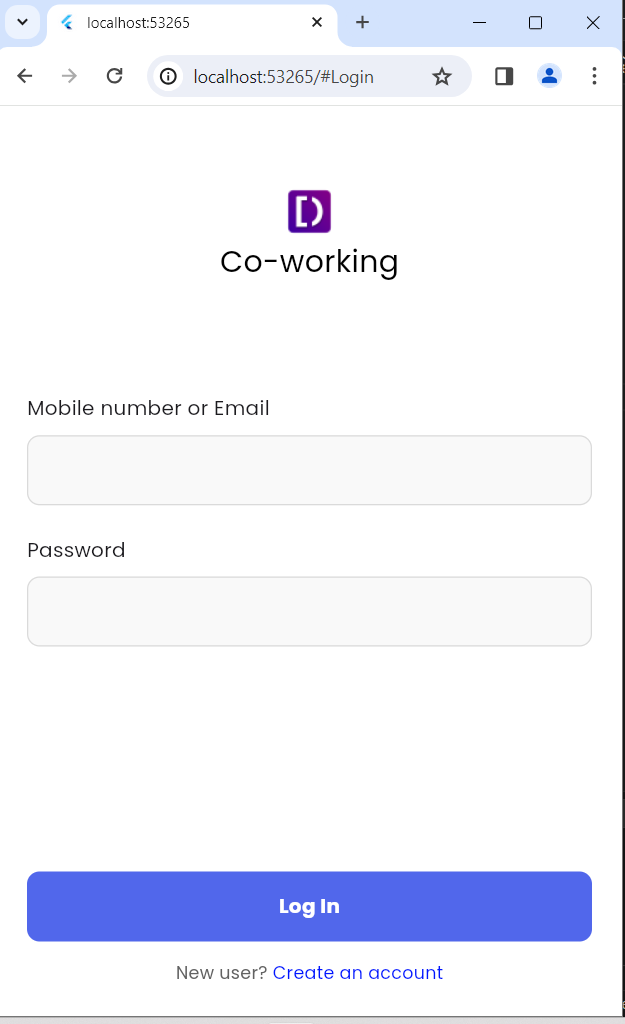 localhost:53265
localhost:53265/#Login
Co-working
Mobile number or Email
Password
Log In
New user? Create an account